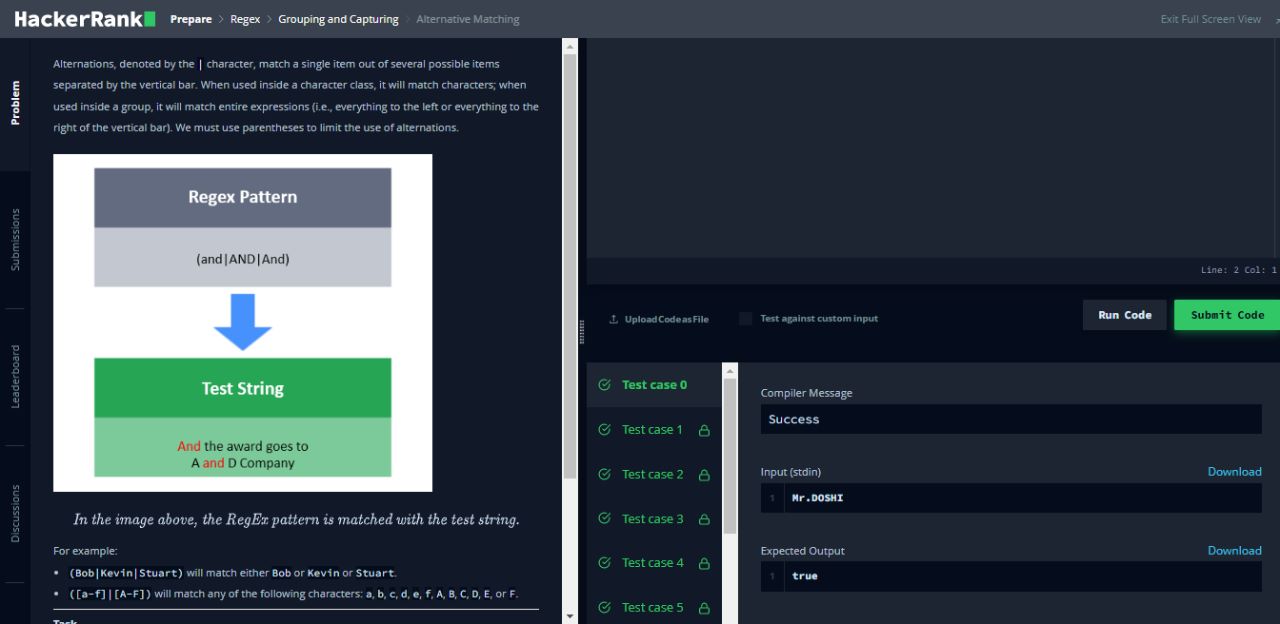 HackerRank
Prepare > Regex > Grouping and Capturing > Alternative Matching
Exit Full Screen View
Problem
Submissions
Leaderboard
Discussions
Alternations, denoted by the | character, match a single item out of several possible items
separated by the vertical bar. When used inside a character class, it will match characters; when
used inside a group, it will match entire expressions (i.e., everything to the left or everything to the
right of the vertical bar). We must use parentheses to limit the use of alternations.
Regex Pattern
(and|AND|And)
Test String
And the award goes to
A and D Company
In the image above, the RegEx pattern is matched with the test string.
For example:
• (Bob|Kevin|Stuart) will match either Bob or Kevin or Stuart.
• ([a-f]|[A-F]) will match any of the following characters: a, b, c, d, e, f, A, B, C, D, E, or F.
Task
Line: 2 Col: 1
Upload Code as File
Test against custom input
Run Code
Submit Code
Test case 0
Test case 1
Test case 2
Test case 3
Test case 4
Test case 5
Compiler Message
Success
Input (stdin)
Download
1 Mr.DOSHI
Expected Output
Download
1 true